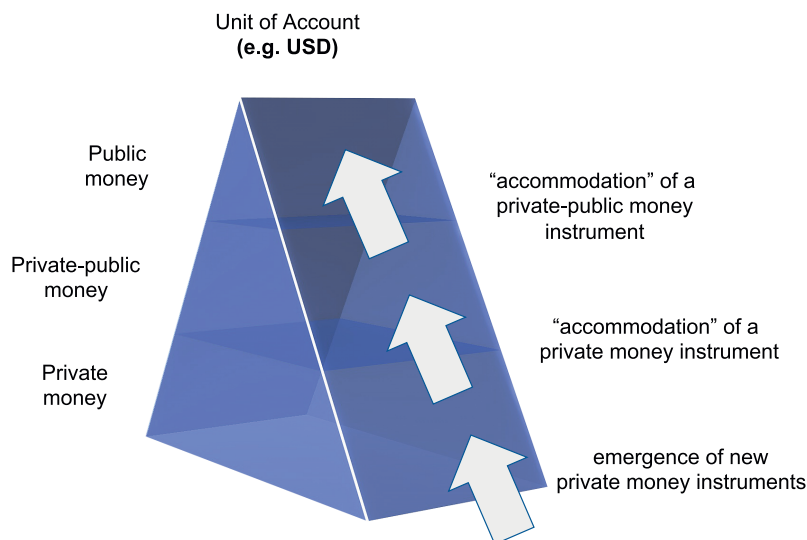 Unit of Account
(e.g. USD)
Public
money
“accommodation” of a
private-public money
instrument
Private-public
money
“accommodation” of a
private money instrument
Private
money
emergence of new
private money instruments